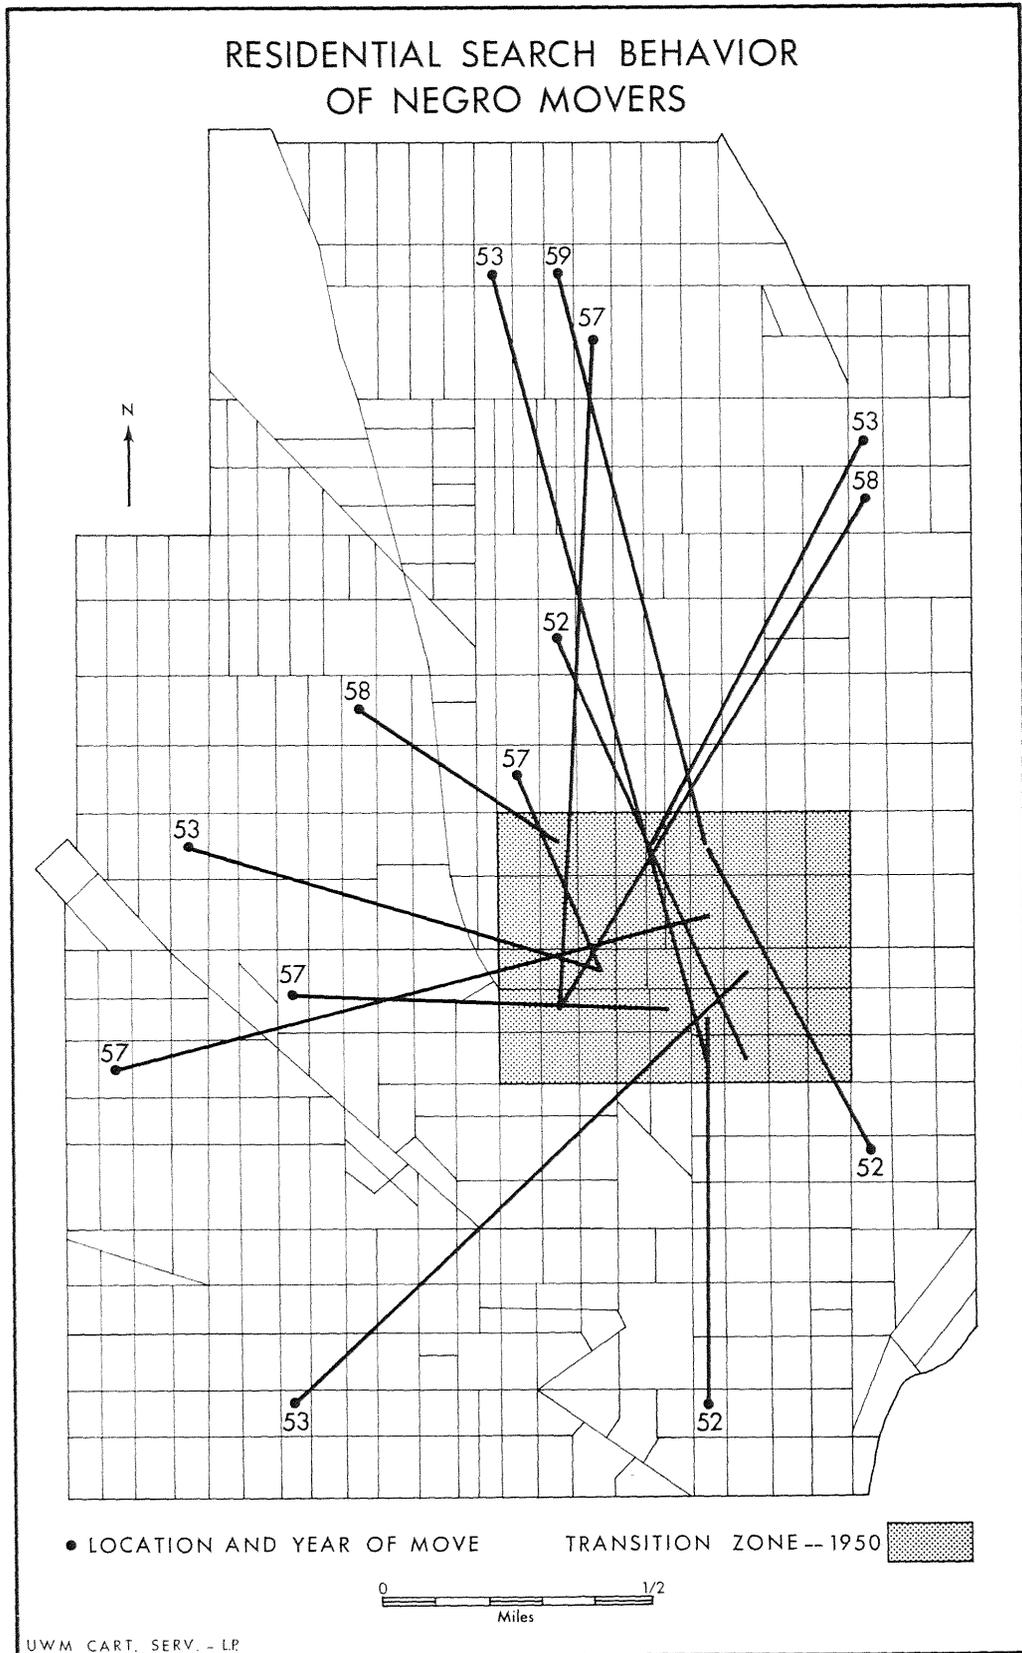 RESIDENTIAL SEARCH BEHAVIOR
OF NEGRO MOVERS
53
59
57
N
53
58
52
58
57
53
57
57
52
53
52
LOCATION AND YEAR OF MOVE
TRANSITION ZONE--1950
0
1/2
Miles
UWM CART. SERV. - L.P.